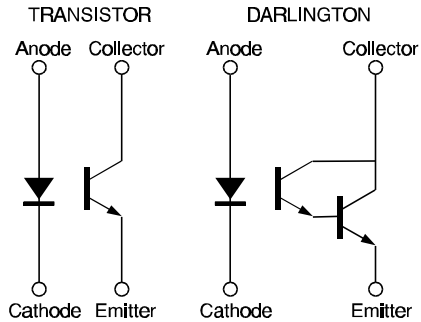 TRANSISTOR DARLINGTON
Anode Collector Anode Collector
Cathode Emitter Cathode Emitter